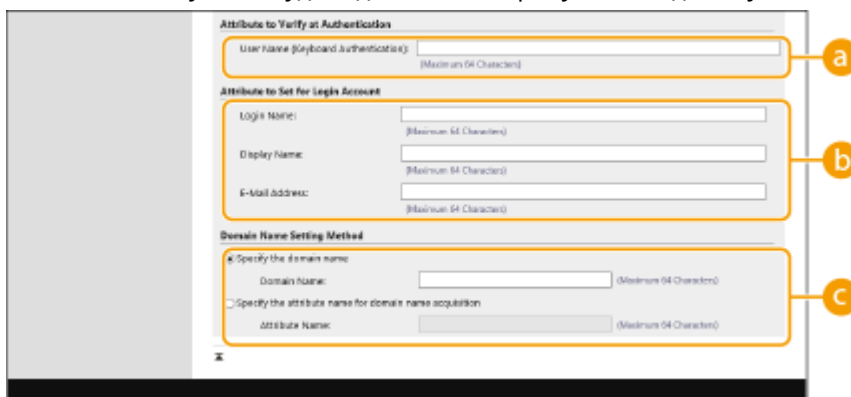 Attribute to Verify at Authentication
User Name (Keyboard Authentication):
(Maximum 64 Characters)
a
Attribute to Set for Login Account
Login Name:
(Maximum 64 Characters)
Display Name:
(Maximum 64 Characters)
b
E-Mail Address:
(Maximum 64 Characters)
Domain Name Setting Method
Specify the domain name
Domain Name: (Maximum 64 Characters)
c
Specify the attribute name for domain name acquisition
Attribute Name: (Maximum 64 Characters)